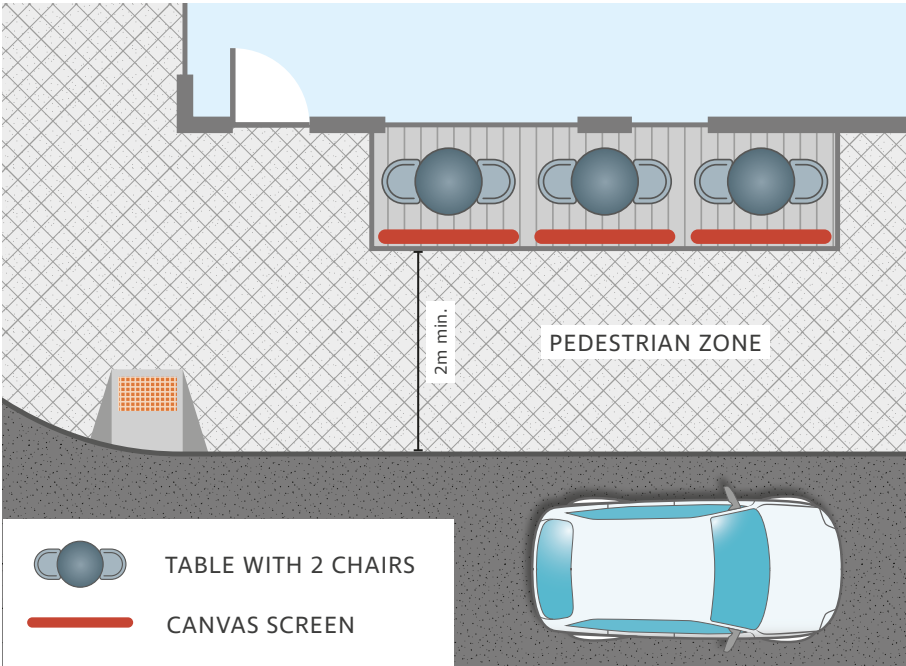 2m min.
PEDESTRIAN ZONE
TABLE WITH 2 CHAIRS
CANVAS SCREEN